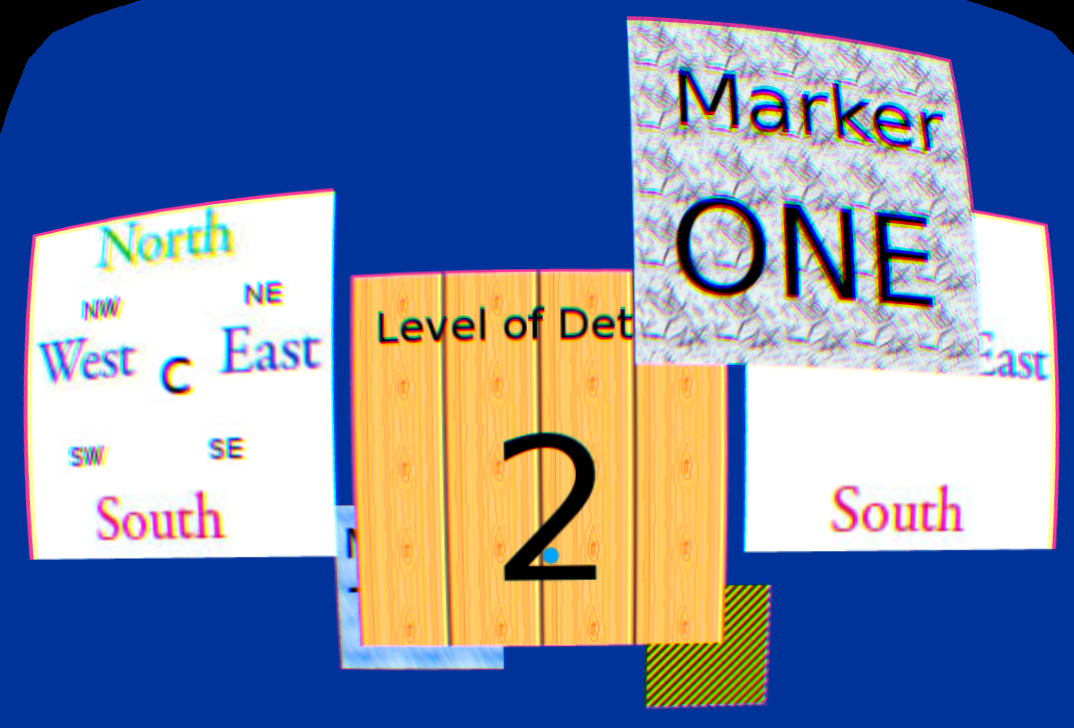 North
NW NE
West C East
SW SE
South
Level of Det
2
Marker
ONE
East
South